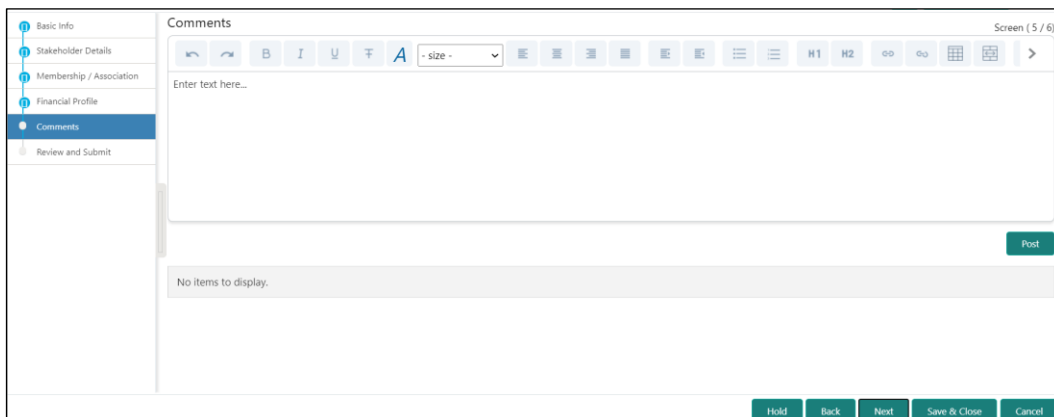 Basic Info
Stakeholder Details
Membership / Association
Financial Profile
Comments
Review and Submit
Comments
Screen ( 5 / 6)
B I U T A - size - H1 H2
Enter text here...
Post
No items to display.
Hold Back Next Save & Close Cancel